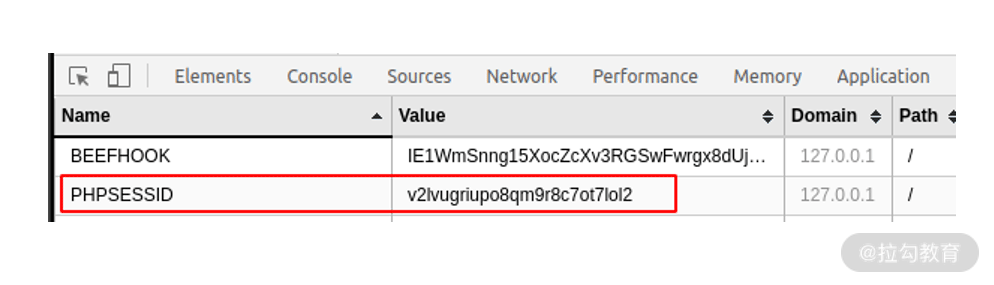 Elements Console Sources Network Performance Memory Application
Name Value Domain Path
BEEFHOOK IE1WmSnng15XocZcXv3RGSwFwrgx8dUj... 127.0.0.1 /
PHPSESSID v2lvugriupo8qm9r8c7ot7lol2 127.0.0.1 /
@拉勾教育